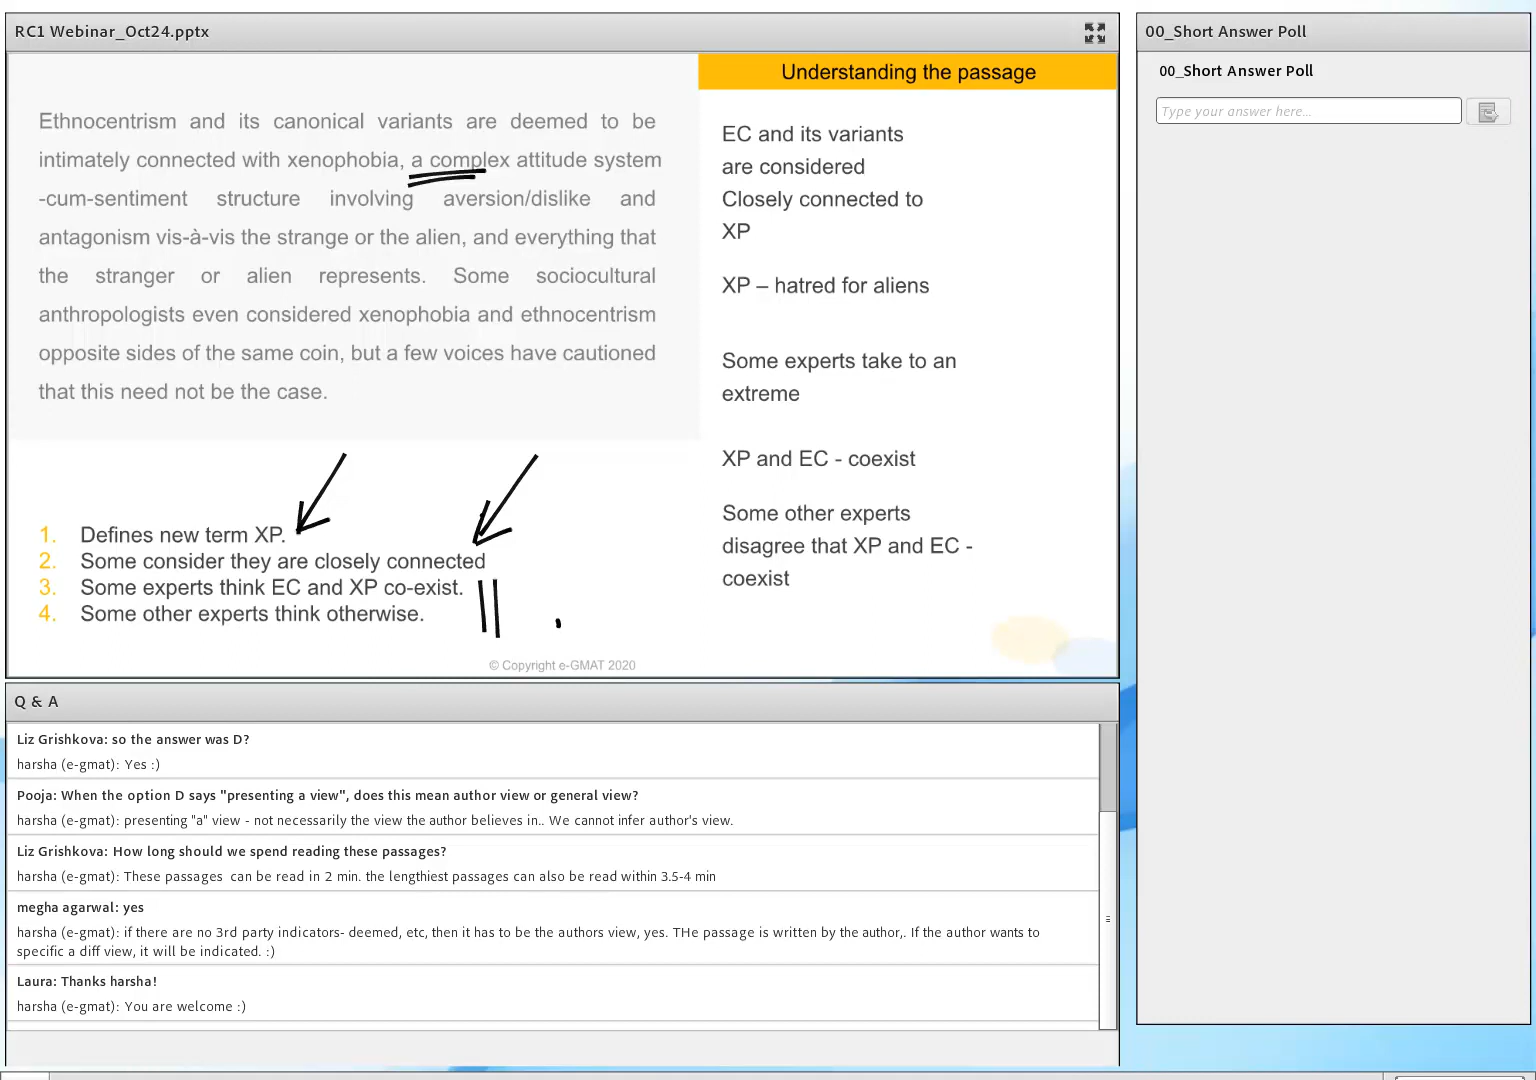 RC1 Webinar_Oct24.pptx
Ethnocentrism and its canonical variants are deemed to be
intimately connected with xenophobia, a complex attitude system
-cum-sentiment structure involving aversion/dislike and
antagonism vis-à-vis the strange or the alien, and everything that
the stranger or alien represents. Some sociocultural
anthropologists even considered xenophobia and ethnocentrism
opposite sides of the same coin, but a few voices have cautioned
that this need not be the case.
1. Defines new term XP.
2. Some consider they are closely connected
3. Some experts think EC and XP co-exist.
4. Some other experts think otherwise.
Understanding the passage
EC and its variants
are considered
Closely connected to
XP
XP – hatred for aliens
Some experts take to an
extreme
XP and EC - coexist
Some other experts
disagree that XP and EC -
coexist
© Copyright e-GMAT 2020
00_Short Answer Poll
00_Short Answer Poll
Type your answer here...
Q & A
Liz Grishkova: so the answer was D?
harsha (e-gmat): Yes :)
Pooja: When the option D says "presenting a view", does this mean author view or general view?
harsha (e-gmat): presenting "a" view - not necessarily the view the author believes in.. We cannot infer author's view.
Liz Grishkova: How long should we spend reading these passages?
harsha (e-gmat): These passages can be read in 2 min. the lengthiest passages can also be read within 3.5-4 min
megha agarwal: yes
harsha (e-gmat): if there are no 3rd party indicators- deemed, etc, then it has to be the authors view, yes. THe passage is written by the author,. If the author wants to
specific a diff view, it will be indicated. :)
Laura: Thanks harsha!
harsha (e-gmat): You are welcome :)